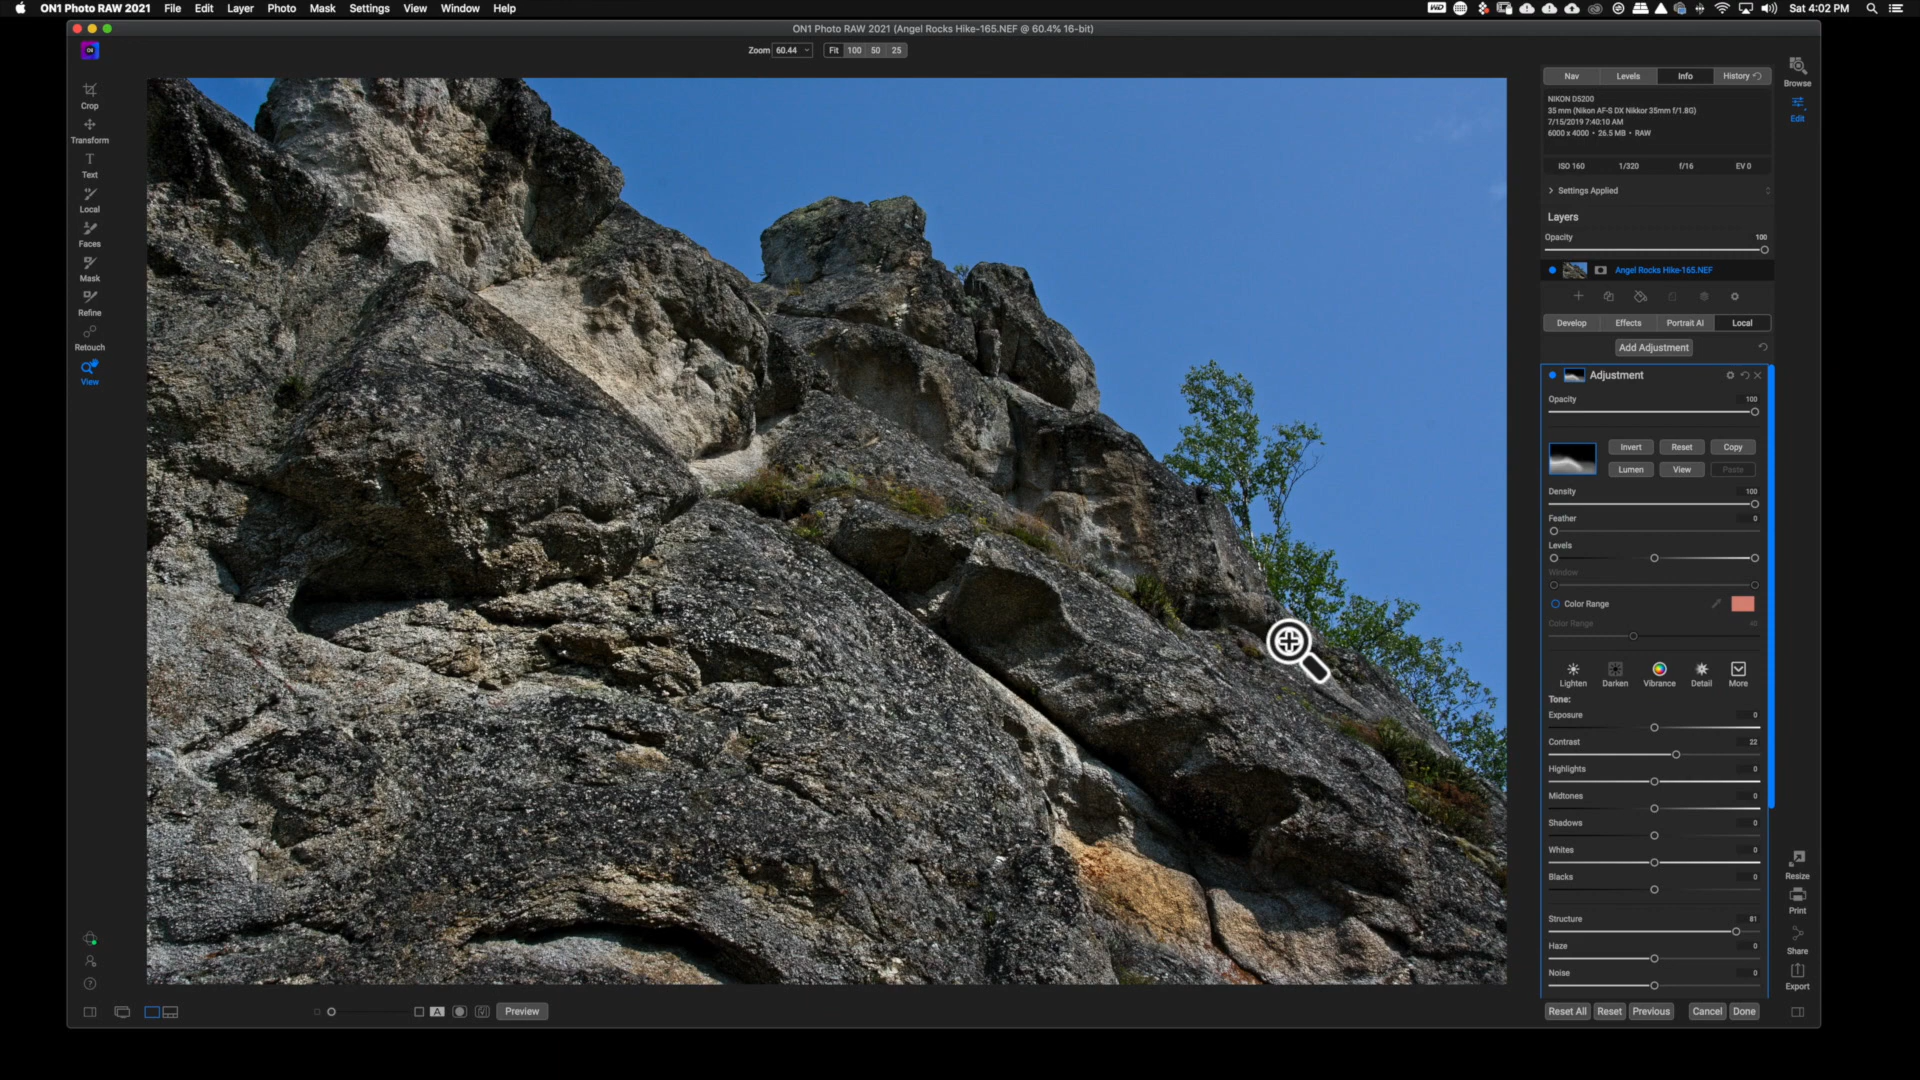 ON1 Photo RAW 2021 File Edit Layer Photo Mask Settings View Window Help Sat 4:02 PM
ON1 Photo RAW 2021 (Angel Rocks Hike-165.NEF @ 60.4% 16-bit)
Zoom 60.44 Fit 100 50 25
Crop
Transform
Text
Local
Faces
Mask
Refine
Retouch
View
Nav Levels Info History
NIKON D5200
35 mm (Nikon AF-S DX Nikkor 35mm f/1.8G)
7/15/2019 7:40:10 AM
6000 x 4000 • 26.5 MB • RAW
ISO 160 1/320 f/16 EV 0
Settings Applied
Layers
Opacity 100
Angel Rocks Hike-165.NEF
Develop Effects Portrait AI Local
Add Adjustment
Adjustment
Opacity 100
Invert Reset Copy
Lumen View Paste
Density 100
Feather 0
Levels
Window
Color Range
Color Range 40
Lighten Darken Vibrance Detail More
Tone:
Exposure 0
Contrast 22
Highlights 0
Midtones 0
Shadows 0
Whites 0
Blacks 0
Structure 81
Haze 0
Noise 0
Reset All Reset Previous Cancel Done
Browse
Edit
Resize
Print
Share
Export
A Preview